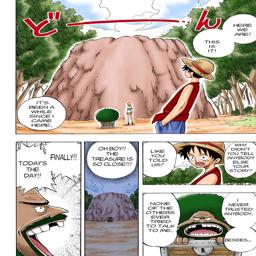 どーん
HERE
WE
ARE!
THIS
IS IT!
IT'S BEEN
A WHILE
SINCE I
CAME
HERE.
WHY
DIDN'T
YOU TELL
ANYBODY
ELSE
YOUR
STORY?
LIKE
YOU TOLD
US!
OH BOY!!
THE
TREASURE IS
SO CLOSE!!!
FINALLY!!!
TODAY'S
THE
DAY!!
I NEVER
TRUSTED
ANYBODY.
BESIDES...
NONE OF
THE
OTHERS
EVER
TRIED TO
TALK TO
ME.